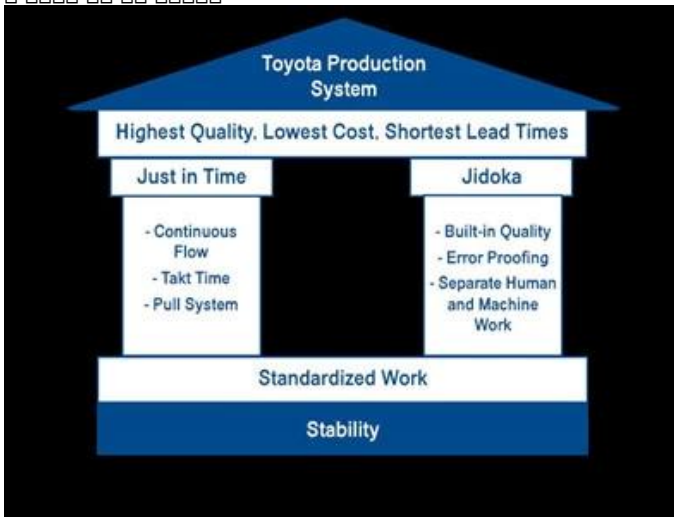 Toyota Production
System
Highest Quality, Lowest Cost, Shortest Lead Times
Just in Time
Jidoka
- Continuous
Flow
- Takt Time
- Pull System
- Built-in Quality
- Error Proofing
- Separate Human
and Machine
Work
Standardized Work
Stability